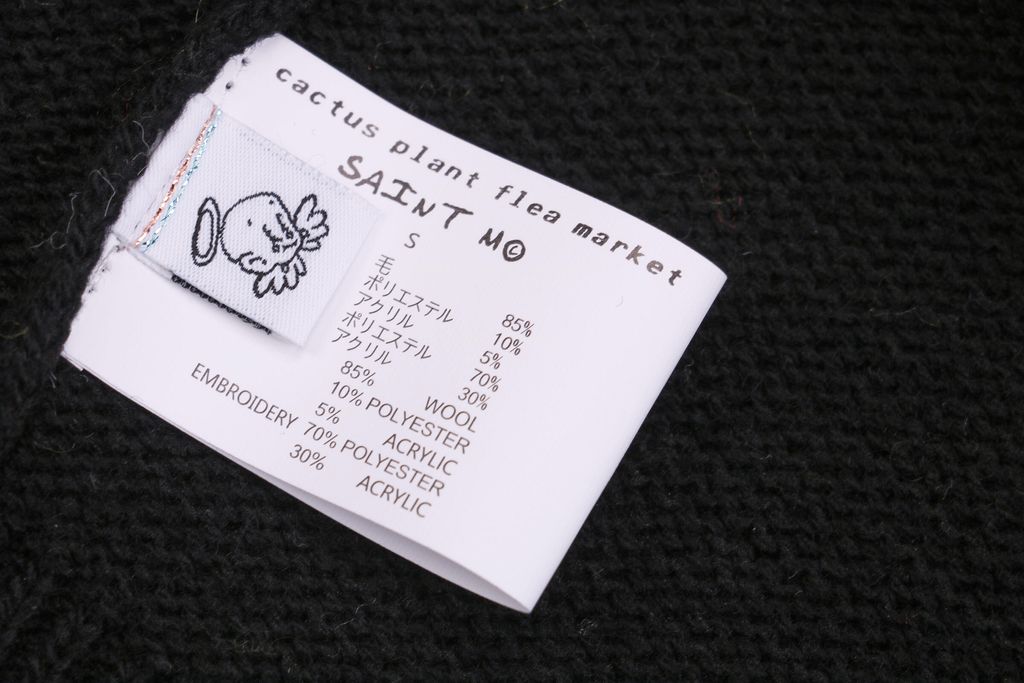 cactus plant flea market
SAINT M©
S
毛 85%
ポリエステル 10%
アクリル 5%
ポリエステル 70%
アクリル 30%
85% WOOL
10% POLYESTER
5% ACRYLIC
EMBROIDERY 70% POLYESTER
30% ACRYLIC